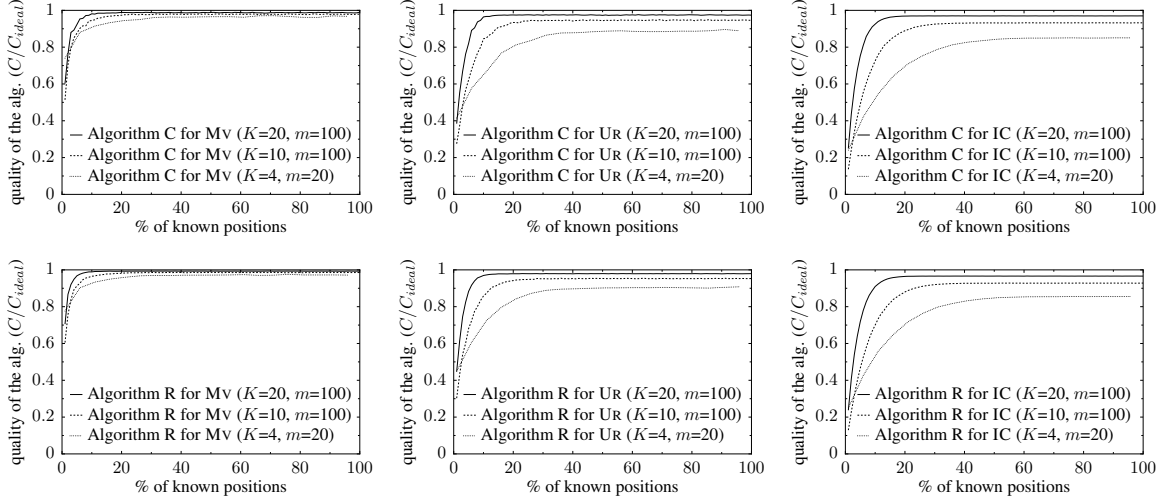 quality of the alg. (C/C_ideal)
1
0.8
0.6
0.4
0.2
0
Algorithm C for MV (K=20, m=100)
Algorithm C for MV (K=10, m=100)
Algorithm C for MV (K=4, m=20)
0 20 40 60 80 100
% of known positions
quality of the alg. (C/C_ideal)
1
0.8
0.6
0.4
0.2
0
Algorithm C for UR (K=20, m=100)
Algorithm C for UR (K=10, m=100)
Algorithm C for UR (K=4, m=20)
0 20 40 60 80 100
% of known positions
quality of the alg. (C/C_ideal)
1
0.8
0.6
0.4
0.2
0
Algorithm C for IC (K=20, m=100)
Algorithm C for IC (K=10, m=100)
Algorithm C for IC (K=4, m=20)
0 20 40 60 80 100
% of known positions
quality of the alg. (C/C_ideal)
1
0.8
0.6
0.4
0.2
0
Algorithm R for MV (K=20, m=100)
Algorithm R for MV (K=10, m=100)
Algorithm R for MV (K=4, m=20)
0 20 40 60 80 100
% of known positions
quality of the alg. (C/C_ideal)
1
0.8
0.6
0.4
0.2
0
Algorithm R for UR (K=20, m=100)
Algorithm R for UR (K=10, m=100)
Algorithm R for UR (K=4, m=20)
0 20 40 60 80 100
% of known positions
quality of the alg. (C/C_ideal)
1
0.8
0.6
0.4
0.2
0
Algorithm R for IC (K=20, m=100)
Algorithm R for IC (K=10, m=100)
Algorithm R for IC (K=4, m=20)
0 20 40 60 80 100
% of known positions